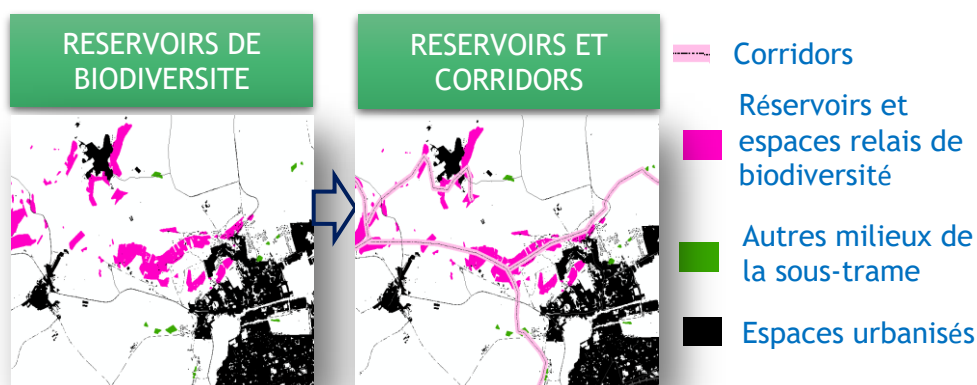 RESERVOIRS DE
BIODIVERSITE
RESERVOIRS ET
CORRIDORS
Corridors
Réservoirs et
espaces relais de
biodiversité
Autres milieux de
la sous-trame
Espaces urbanisés